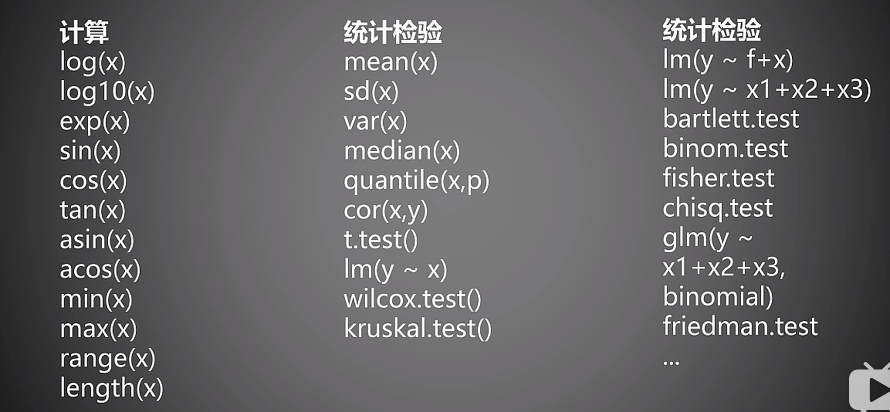 计算
log(x)
log10(x)
exp(x)
sin(x)
cos(x)
tan(x)
asin(x)
acos(x)
min(x)
max(x)
range(x)
length(x)
统计检验
mean(x)
sd(x)
var(x)
median(x)
quantile(x,p)
cor(x,y)
t.test()
lm(y ~ x)
wilcox.test()
kruskal.test()
统计检验
lm(y ~ f+x)
lm(y ~ x1+x2+x3)
bartlett.test
binom.test
fisher.test
chisq.test
glm(y ~
x1+x2+x3,
binomial)
friedman.test
...